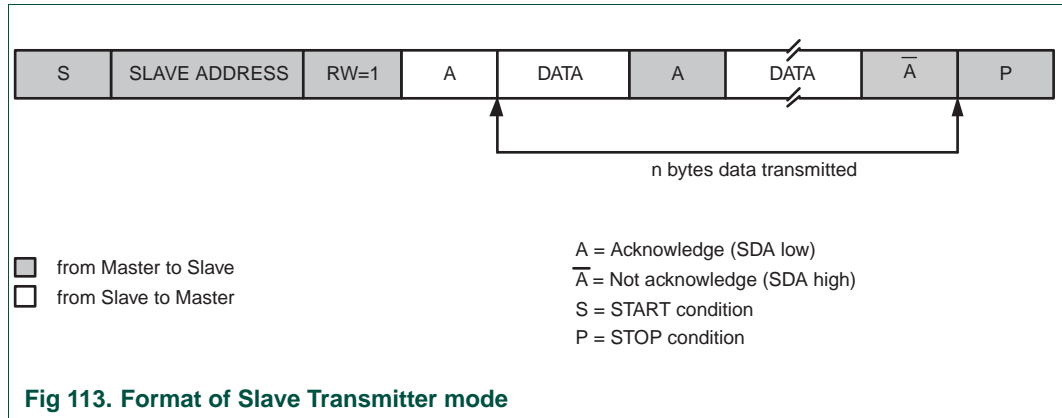 S SLAVE ADDRESS RW=1 A DATA A DATA A̅ P
n bytes data transmitted
from Master to Slave
from Slave to Master
A = Acknowledge (SDA low)
A̅ = Not acknowledge (SDA high)
S = START condition
P = STOP condition
Fig 113. Format of Slave Transmitter mode